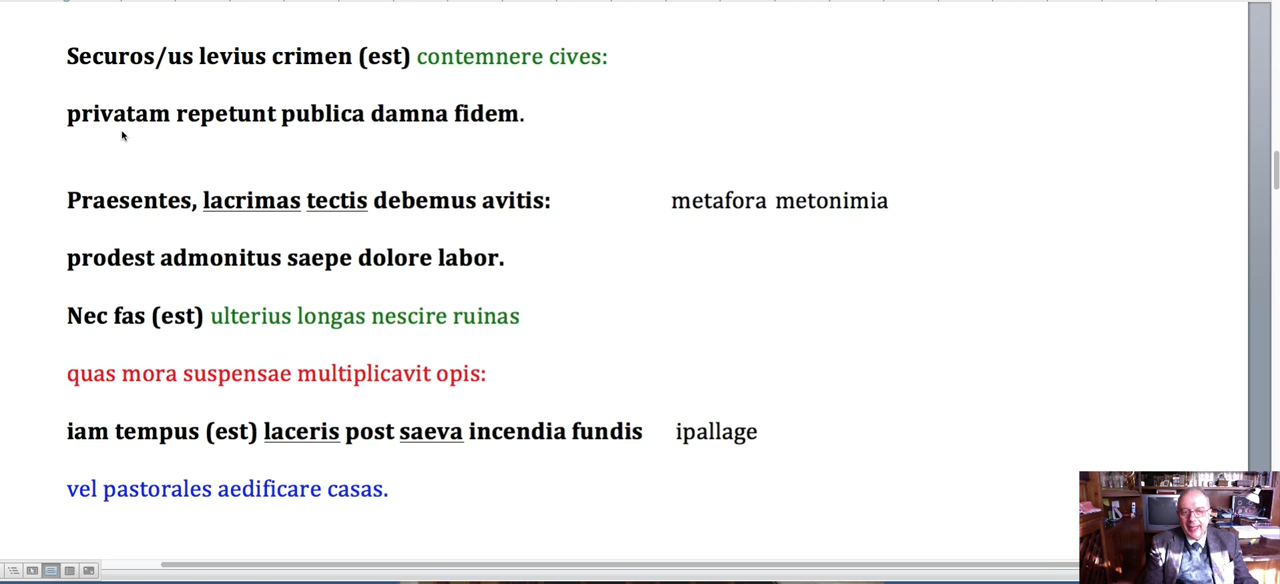 Securos/us levius crimen (est) contemnere cives:
privatam repetunt publica damna fidem.
Praesentes, lacrimas tectis debemus avitis: metafora metonimia
prodest admonitus saepe dolore labor.
Nec fas (est) ulterius longas nescire ruinas
quas mora suspensae multiplicavit opis:
iam tempus (est) laceris post saeva incendia fundis ipallage
vel pastorales aedificare casas.